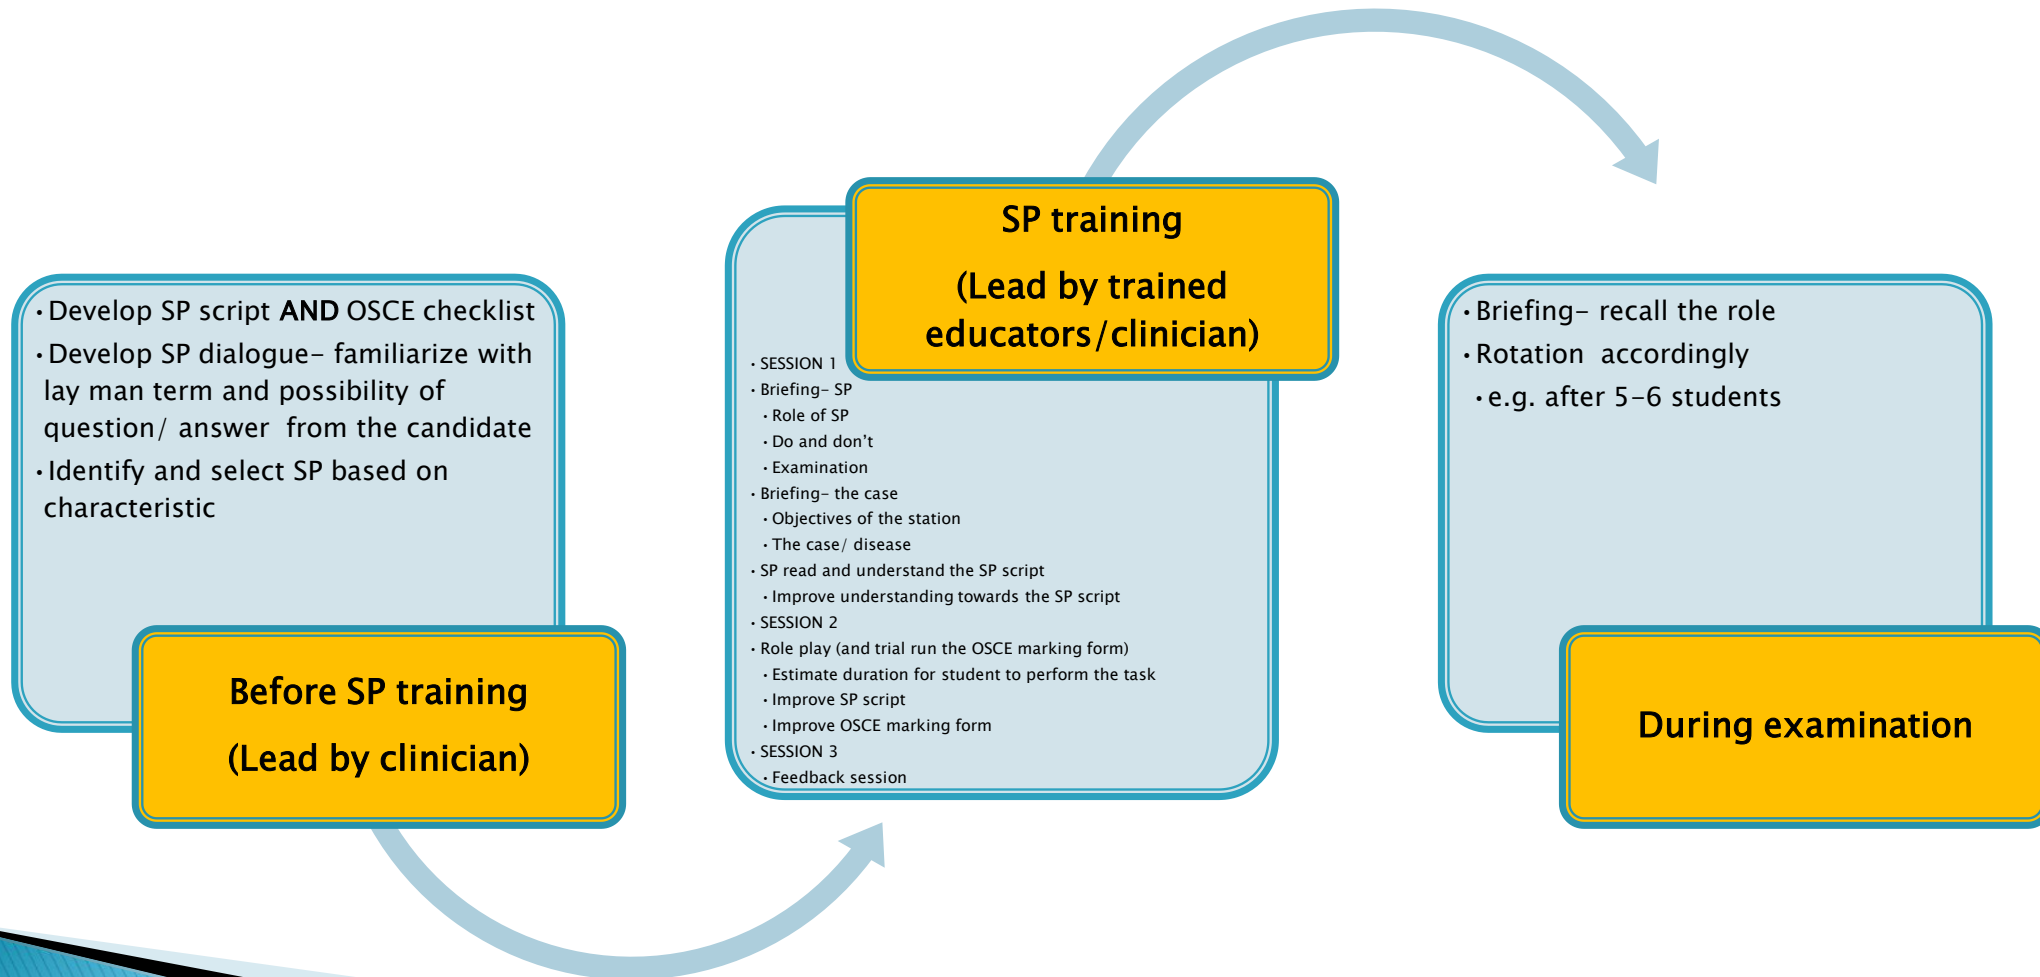 • Develop SP script AND OSCE checklist
• Develop SP dialogue– familiarize with
lay man term and possibility of
question/ answer from the candidate
• Identify and select SP based on
characteristic
Before SP training
(Lead by clinician)
SP training
(Lead by trained
educators/clinician)
• SESSION 1
• Briefing– SP
• Role of SP
• Do and don’t
• Examination
• Briefing– the case
• Objectives of the station
• The case/ disease
• SP read and understand the SP script
• Improve understanding towards the SP script
• SESSION 2
• Role play (and trial run the OSCE marking form)
• Estimate duration for student to perform the task
• Improve SP script
• Improve OSCE marking form
• SESSION 3
• Feedback session
• Briefing– recall the role
• Rotation accordingly
• e.g. after 5–6 students
During examination